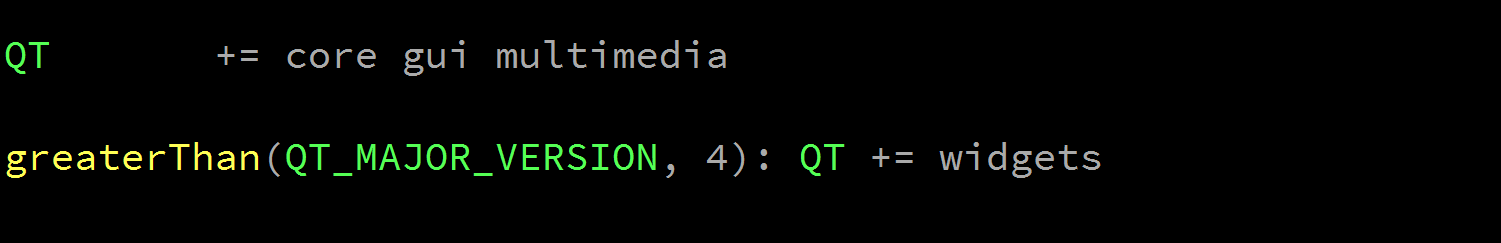 QT       += core gui multimedia
greaterThan(QT_MAJOR_VERSION, 4): QT += widgets